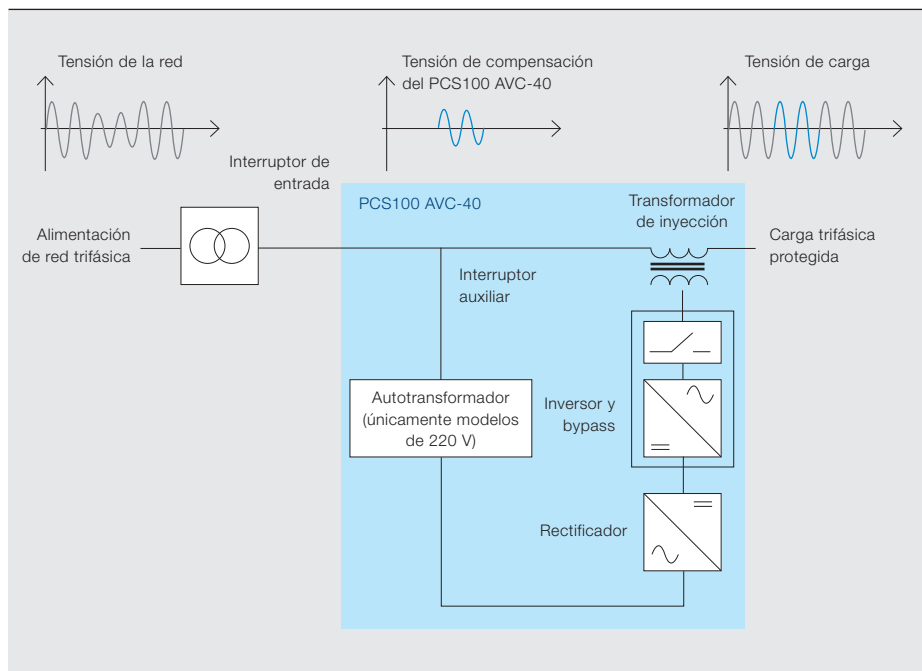 Tensión de la red
Tensión de compensación
del PCS100 AVC-40
Tensión de carga
Interruptor de
entrada
PCS100 AVC-40
Transformador
de inyección
Alimentación
de red trifásica
Carga trifásica
protegida
Interruptor
auxiliar
Autotransformador
(únicamente modelos
de 220 V)
Inversor y
bypass
Rectificador